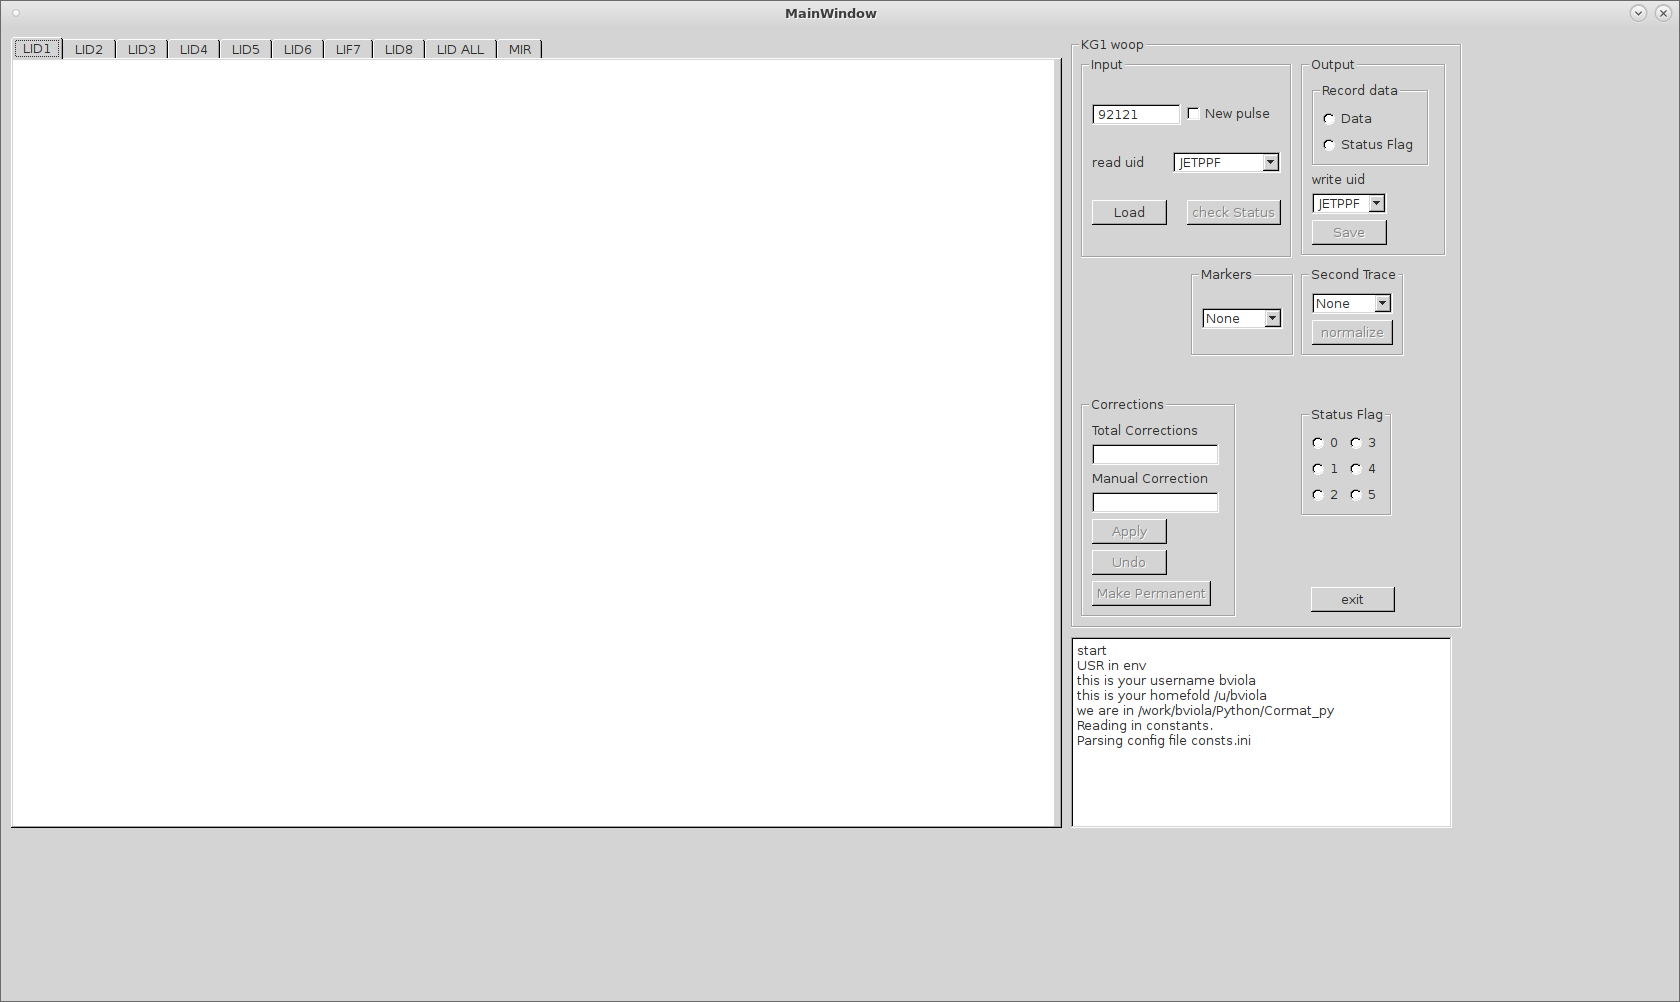 MainWindow
LID1 LID2 LID3 LID4 LID5 LID6 LIF7 LID8 LID ALL MIR
KG1 woop
Input
92121 New pulse
read uid JETPPF
Load check Status
Output
Record data
Data
Status Flag
write uid
JETPPF
Save
Markers
None
Second Trace
None
normalize
Corrections
Total Corrections
Manual Correction
Apply
Undo
Make Permanent
Status Flag
0 3
1 4
2 5
exit
start
USR in env
this is your username bviola
this is your homefold /u/bviola
we are in /work/bviola/Python/Cormat_py
Reading in constants.
Parsing config file consts.ini